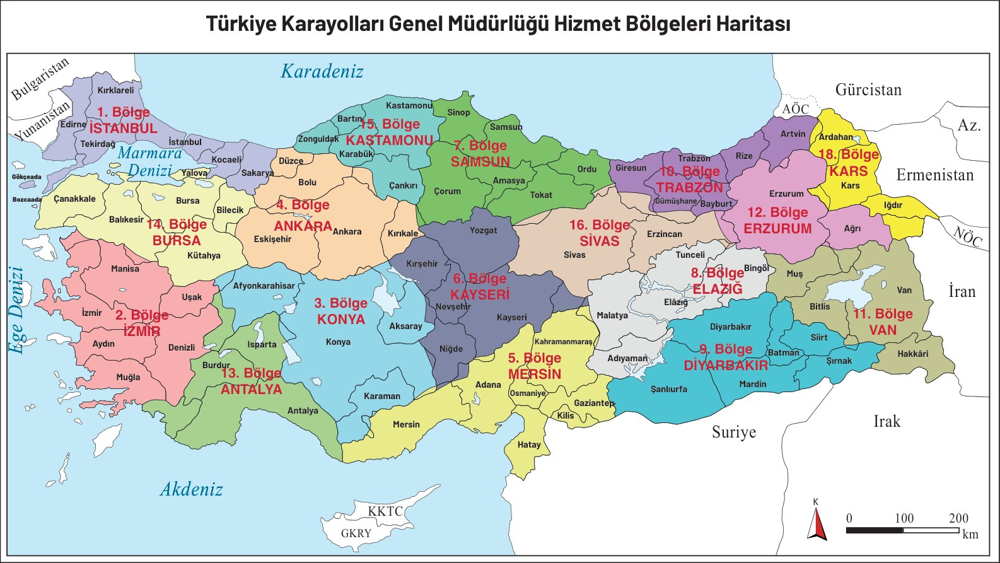 Türkiye Karayolları Genel Müdürlüğü Hizmet Bölgeleri Haritası
Bulgaristan
Yunanistan
Karadeniz
Gürcistan
AÖC
Az.
Ermenistan
NÖC
İran
Irak
Suriye
Marmara
Denizi
Ege Denizi
Akdeniz
KKTC
GKRY
Gökçeada
Bozcaada
1. Bölge
İSTANBUL
Kırklareli
Edirne
Tekirdağ
İstanbul
Kocaeli
Sakarya
Yalova
14. Bölge
BURSA
Çanakkale
Balıkesir
Bursa
Bilecik
Kütahya
2. Bölge
İZMİR
Manisa
Uşak
İzmir
Aydın
Denizli
Muğla
13. Bölge
ANTALYA
Isparta
Burdur
Antalya
3. Bölge
KONYA
Afyonkarahisar
Aksaray
Konya
Karaman
4. Bölge
ANKARA
Düzce
Bolu
Eskişehir
Ankara
Kırıkale
15. Bölge
KASTAMONU
Kastamonu
Bartın
Zonguldak
Karabük
Çankırı
7. Bölge
SAMSUN
Sinop
Samsun
Ordu
Amasya
Çorum
Tokat
6. Bölge
KAYSERİ
Yozgat
Kırşehir
Nevşehir
Kayseri
Niğde
5. Bölge
MERSİN
Kahramanmaraş
Adana
Osmaniye
Gaziantep
Kilis
Mersin
Hatay
16. Bölge
SİVAS
Sivas
Erzincan
10. Bölge
TRABZON
Giresun
Trabzon
Rize
Artvin
Gümüşhane
Bayburt
12. Bölge
ERZURUM
Erzurum
Ağrı
18. Bölge
KARS
Ardahan
Kars
Iğdır
8. Bölge
ELAZIĞ
Tunceli
Bingöl
Elâzığ
Malatya
Adıyaman
9. Bölge
DİYARBAKIR
Diyarbakır
Batman
Siirt
Şırnak
Mardin
Şanlıurfa
11. Bölge
VAN
Muş
Bitlis
Van
Hakkâri
K
0 100 200
km